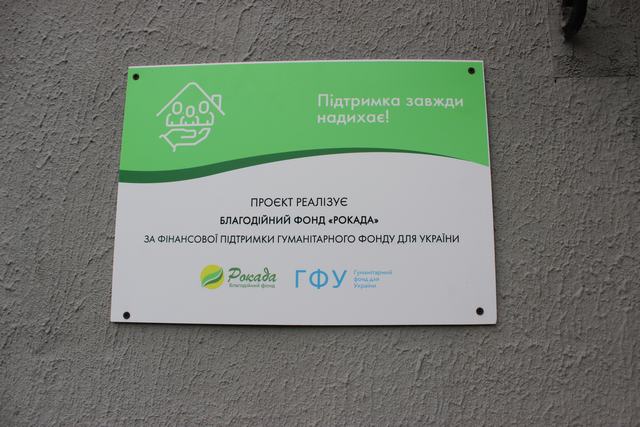 Підтримка завжди
надихає!
ПРОЄКТ РЕАЛІЗУЄ
БЛАГОДІЙНИЙ ФОНД «РОКАДА»
ЗА ФІНАНСОВОЇ ПІДТРИМКИ ГУМАНІТАРНОГО ФОНДУ ДЛЯ УКРАЇНИ
Рокада
Благодійний фонд
ГФУ
Гуманітарний
фонд для
України